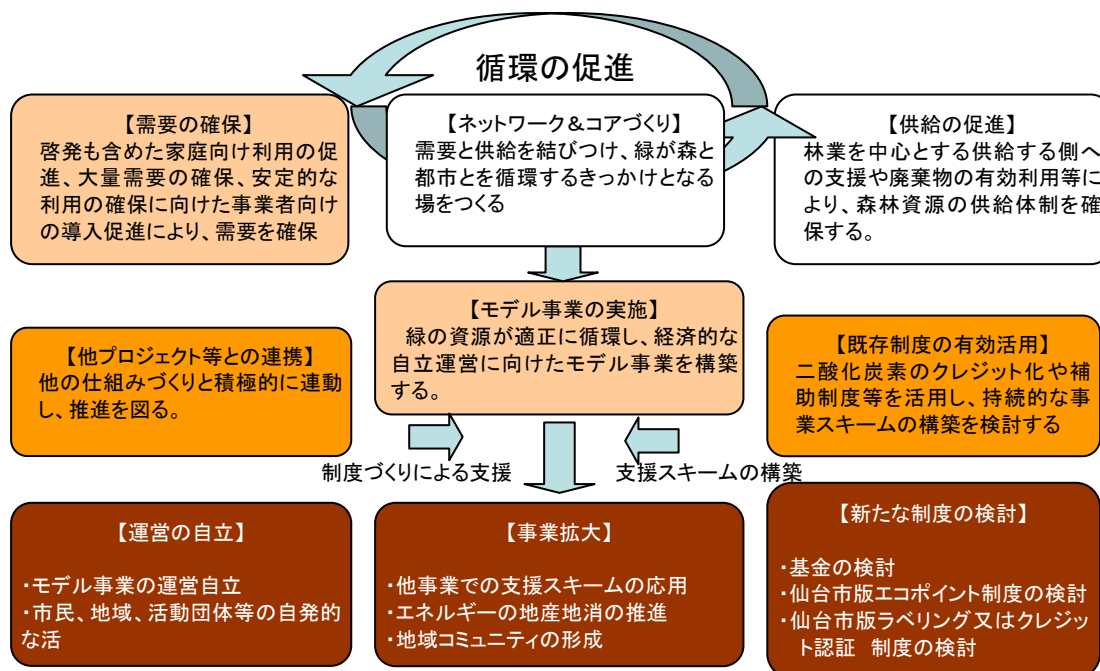 循環の促進
【需要の確保】
啓発も含めた家庭向け利用の促
進、大量需要の確保、安定的な
利用の確保に向けた事業者向け
の導入促進により、需要を確保
【ネットワーク＆コアづくり】
需要と供給を結びつけ、緑が森と
都市とを循環するきっかけとなる
場をつくる
【供給の促進】
林業を中心とする供給する側へ
の支援や廃棄物の有効利用等に
より、森林資源の供給体制を確
保する。
【モデル事業の実施】
緑の資源が適正に循環し、経済的な
自立運営に向けたモデル事業を構築
する。
【他プロジェクト等との連携】
他の仕組みづくりと積極的に連動
し、推進を図る。
【既存制度の有効活用】
二酸化炭素のクレジット化や補
助制度等を活用し、持続的な事
業スキームの構築を検討する
制度づくりによる支援
支援スキームの構築
【運営の自立】
・モデル事業の運営自立
・市民、地域、活動団体等の自発的
な活
【事業拡大】
・他事業での支援スキームの応用
・エネルギーの地産地消の推進
・地域コミュニティの形成
【新たな制度の検討】
・基金の検討
・仙台市版エコポイント制度の検討
・仙台市版ラベリング又はクレジッ
ト認証　制度の検討